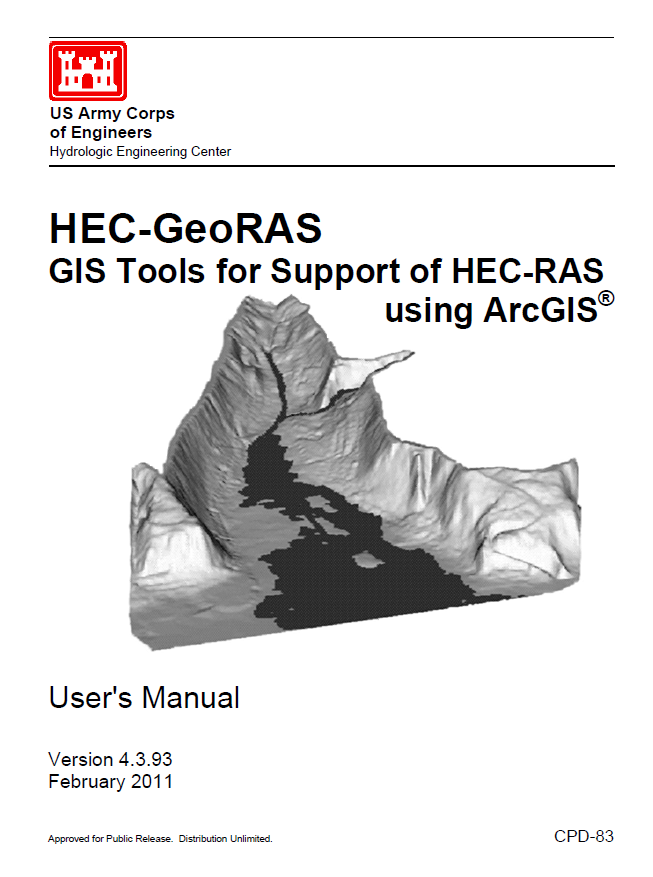 US Army Corps
of Engineers
Hydrologic Engineering Center
HEC-GeoRAS
GIS Tools for Support of HEC-RAS
using ArcGIS®
User's Manual
Version 4.3.93
February 2011
Approved for Public Release. Distribution Unlimited.
CPD-83